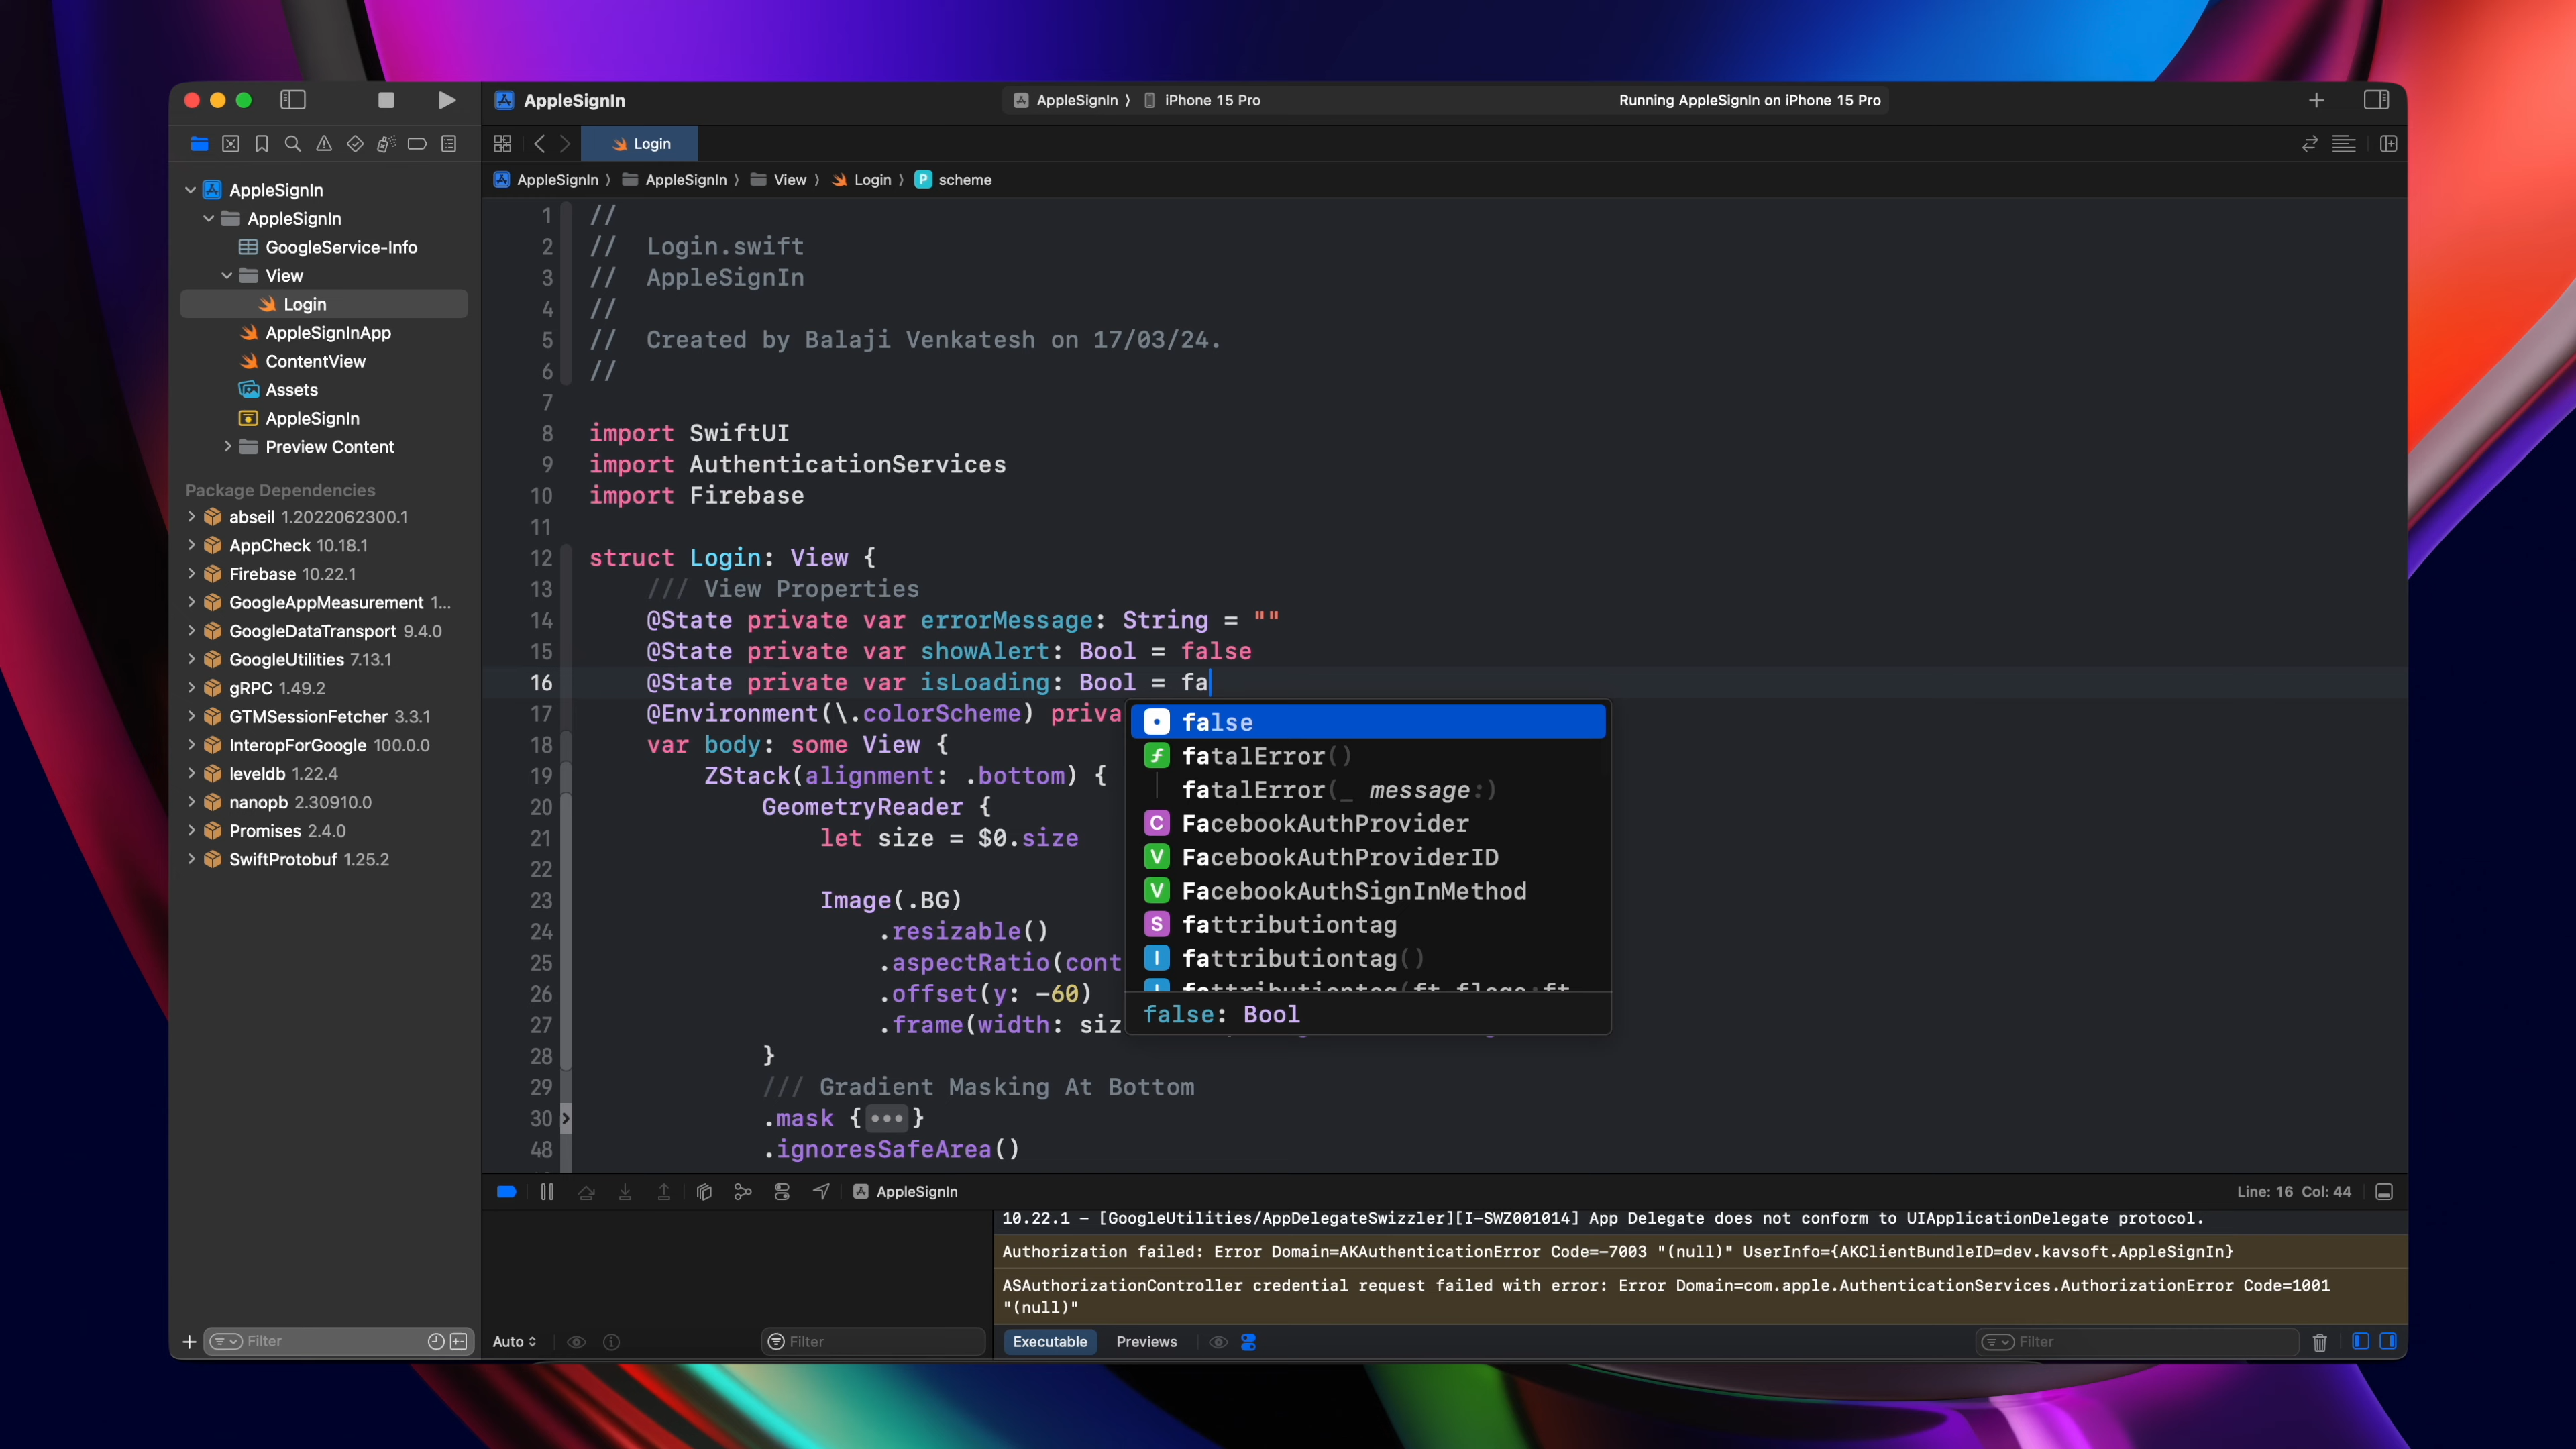 AppleSignIn
AppleSignIn ⟩ iPhone 15 Pro
Running AppleSignIn on iPhone 15 Pro
Login
AppleSignIn ⟩ AppleSignIn ⟩ View ⟩ Login ⟩ P scheme
AppleSignIn
AppleSignIn
GoogleService-Info
View
Login
AppleSignInApp
ContentView
Assets
AppleSignIn
Preview Content
Package Dependencies
abseil 1.2022062300.1
AppCheck 10.18.1
Firebase 10.22.1
GoogleAppMeasurement 1...
GoogleDataTransport 9.4.0
GoogleUtilities 7.13.1
gRPC 1.49.2
GTMSessionFetcher 3.3.1
InteropForGoogle 100.0.0
leveldb 1.22.4
nanopb 2.30910.0
Promises 2.4.0
SwiftProtobuf 1.25.2
Filter
1 //
2 //  Login.swift
3 //  AppleSignIn
4 //
5 //  Created by Balaji Venkatesh on 17/03/24.
6 //
7
8 import SwiftUI
9 import AuthenticationServices
10 import Firebase
11
12 struct Login: View {
13     /// View Properties
14     @State private var errorMessage: String = ""
15     @State private var showAlert: Bool = false
16     @State private var isLoading: Bool = fa
17     @Environment(\.colorScheme) priva
18     var body: some View {
19         ZStack(alignment: .bottom) {
20             GeometryReader {
21                 let size = $0.size
22
23                 Image(.BG)
24                     .resizable()
25                     .aspectRatio(cont
26                     .offset(y: -60)
27                     .frame(width: siz
28             }
29             /// Gradient Masking At Bottom
30             .mask {•••}
48             .ignoresSafeArea()
false
f fatalError()
fatalError(_ message:)
C FacebookAuthProvider
V FacebookAuthProviderID
V FacebookAuthSignInMethod
S fattributiontag
I fattributiontag()
false: Bool
AppleSignIn
Line: 16 Col: 44
10.22.1 - [GoogleUtilities/AppDelegateSwizzler][I-SWZ001014] App Delegate does not conform to UIApplicationDelegate protocol.
Authorization failed: Error Domain=AKAuthenticationError Code=-7003 "(null)" UserInfo={AKClientBundleID=dev.kavsoft.AppleSignIn}
ASAuthorizationController credential request failed with error: Error Domain=com.apple.AuthenticationServices.AuthorizationError Code=1001
"(null)"
Auto
Filter
Executable
Previews
Filter